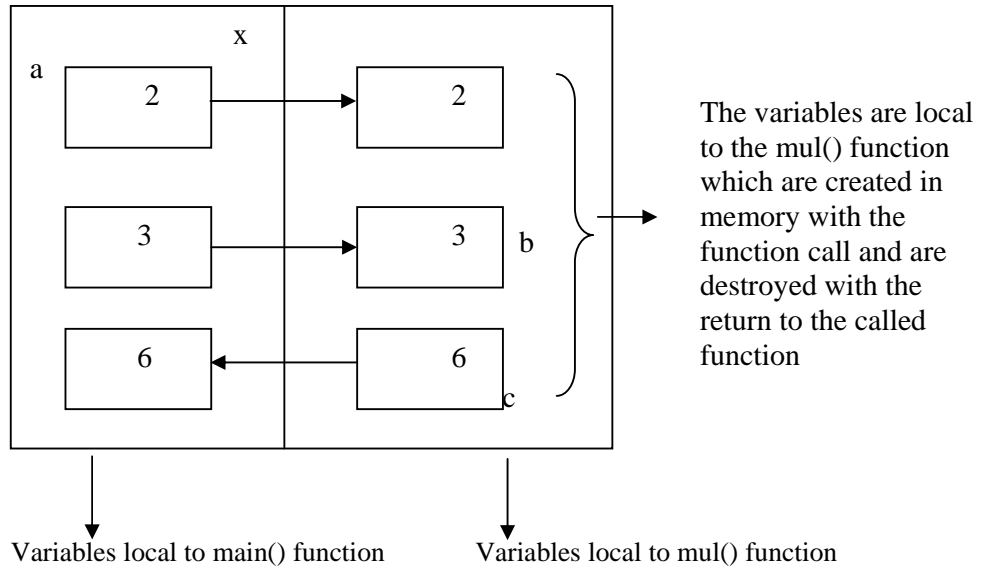 x
a
2
2
3
3
b
6
6
c
The variables are local
to the mul() function
which are created in
memory with the
function call and are
destroyed with the
return to the called
function
Variables local to main() function
Variables local to mul() function